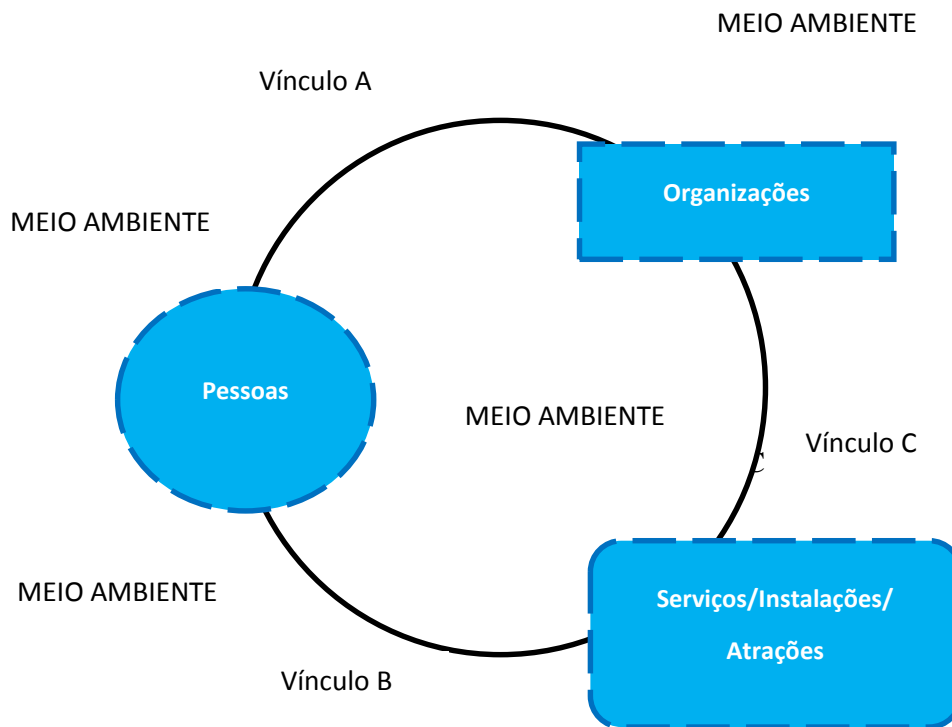 MEIO AMBIENTE
Vínculo A
Organizações
MEIO AMBIENTE
Pessoas
MEIO AMBIENTE
Vínculo C
C
MEIO AMBIENTE
Serviços/Instalações/
Atrações
Vínculo B